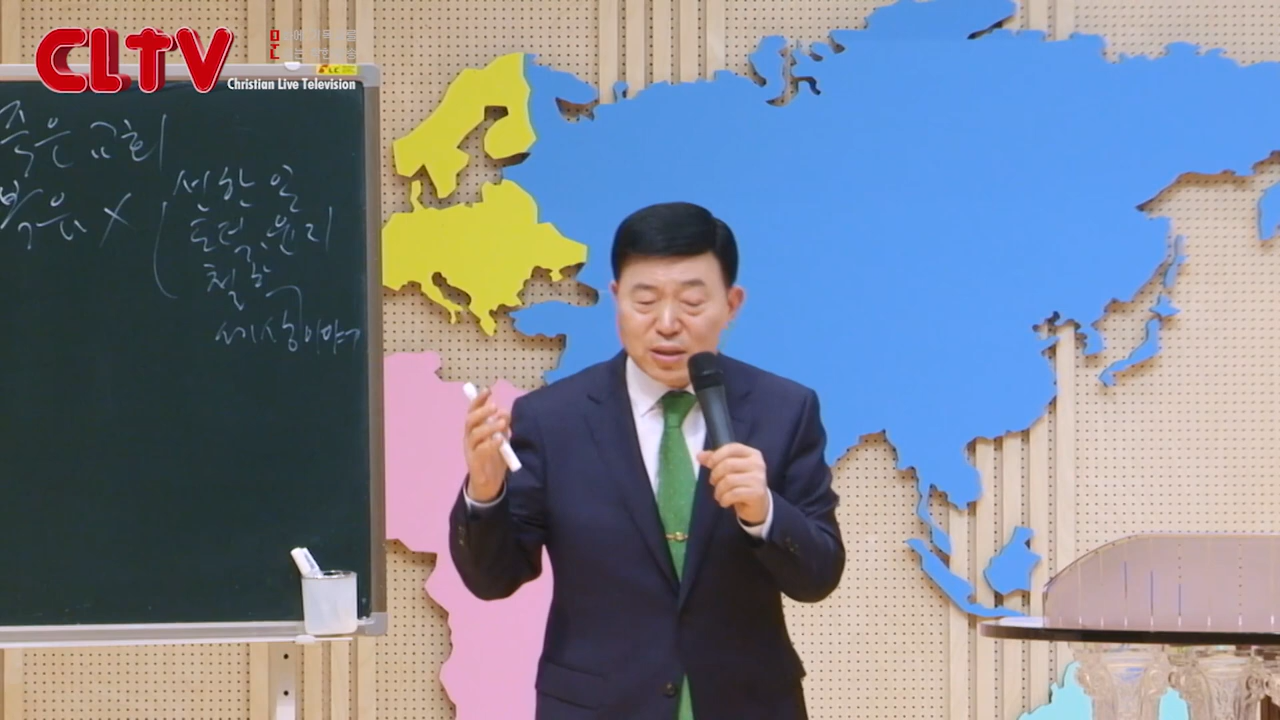 CLTV
Christian Live Television
죽은 교회
복음 X
선한 일
도덕, 윤리
철학
세상이야기